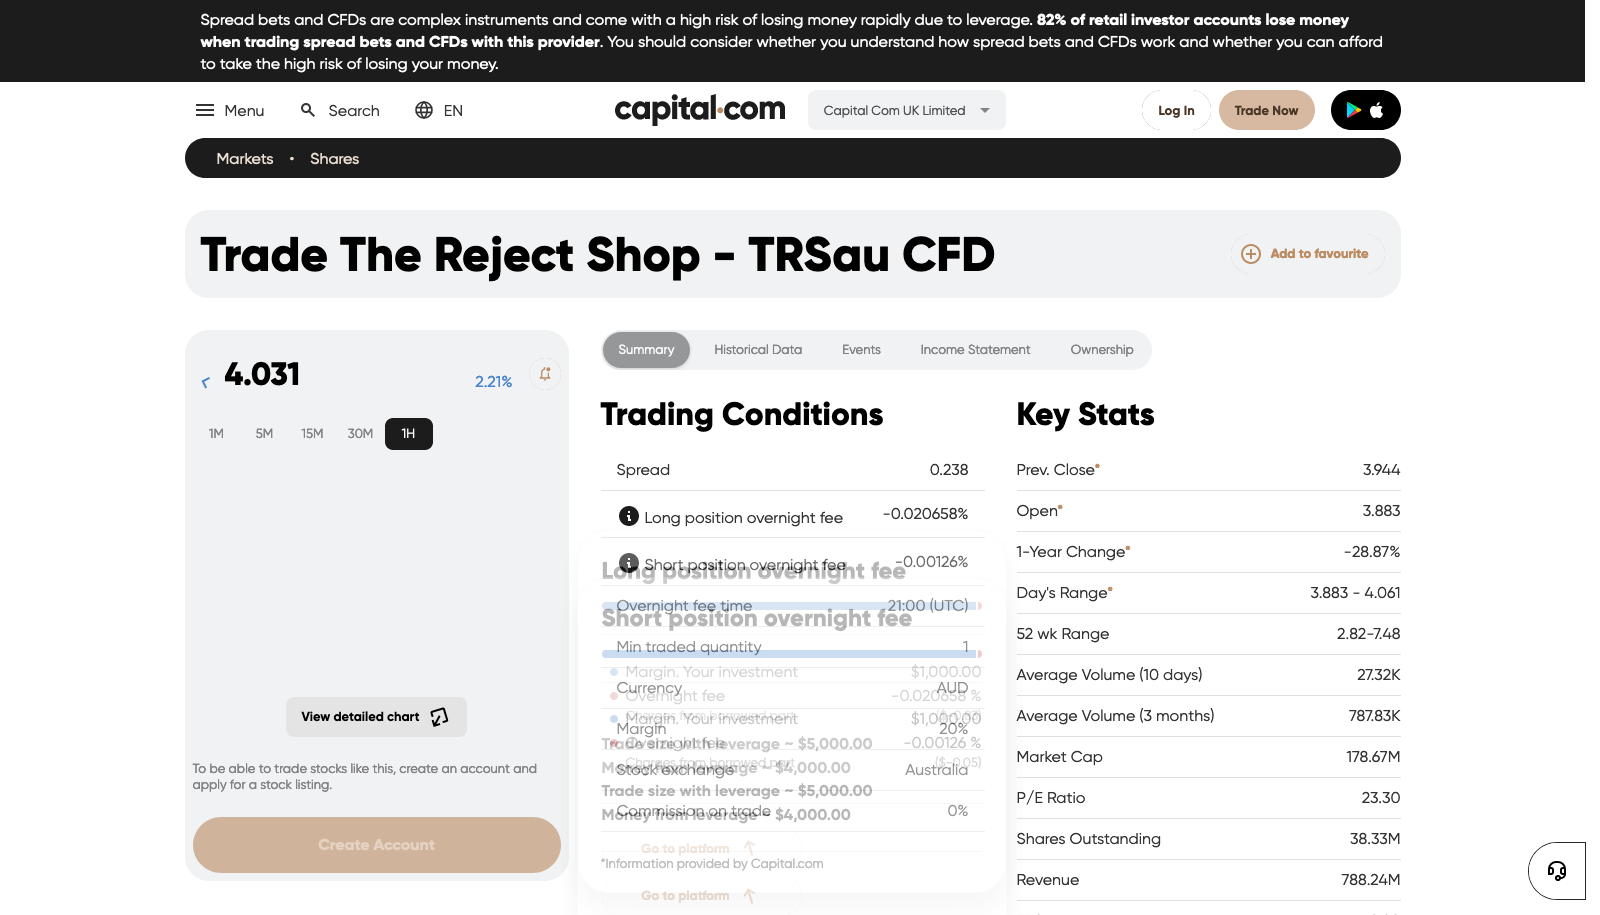 Spread bets and CFDs are complex instruments and come with a high risk of losing money rapidly due to leverage. 82% of retail investor accounts lose money
when trading spread bets and CFDs with this provider. You should consider whether you understand how spread bets and CFDs work and whether you can afford
to take the high risk of losing your money.
Menu Search EN capital.com Capital Com UK Limited Log In Trade Now
Markets • Shares
Trade The Reject Shop - TRSau CFD
Add to favourite
4.031 2.21%
1M 5M 15M 30M 1H
View detailed chart
To be able to trade stocks like this, create an account and
apply for a stock listing.
Create Account
Summary Historical Data Events Income Statement Ownership
Trading Conditions
Spread 0.238
Long position overnight fee -0.020658%
Short position overnight fee -0.00126%
Long position overnight fee
Overnight fee time 21:00 (UTC)
Short position overnight fee
Min traded quantity 1
Margin. Your investment $1,000.00
Currency AUD
Overnight fee -0.020658 %
Charges from borrowed part
Margin. Your investment $1,000.00
Margin 20%
Overnight fee -0.00126 %
Trade size with leverage ~ $5,000.00
Charges from borrowed part ($-0.05)
Money from leverage ~ $4,000.00
Stock exchange Australia
Trade size with leverage ~ $5,000.00
Commission on trade 0%
Money from leverage ~ $4,000.00
Go to platform
*Information provided by Capital.com
Go to platform
Key Stats
Prev. Close* 3.944
Open* 3.883
1-Year Change* -28.87%
Day's Range* 3.883 - 4.061
52 wk Range 2.82-7.48
Average Volume (10 days) 27.32K
Average Volume (3 months) 787.83K
Market Cap 178.67M
P/E Ratio 23.30
Shares Outstanding 38.33M
Revenue 788.24M